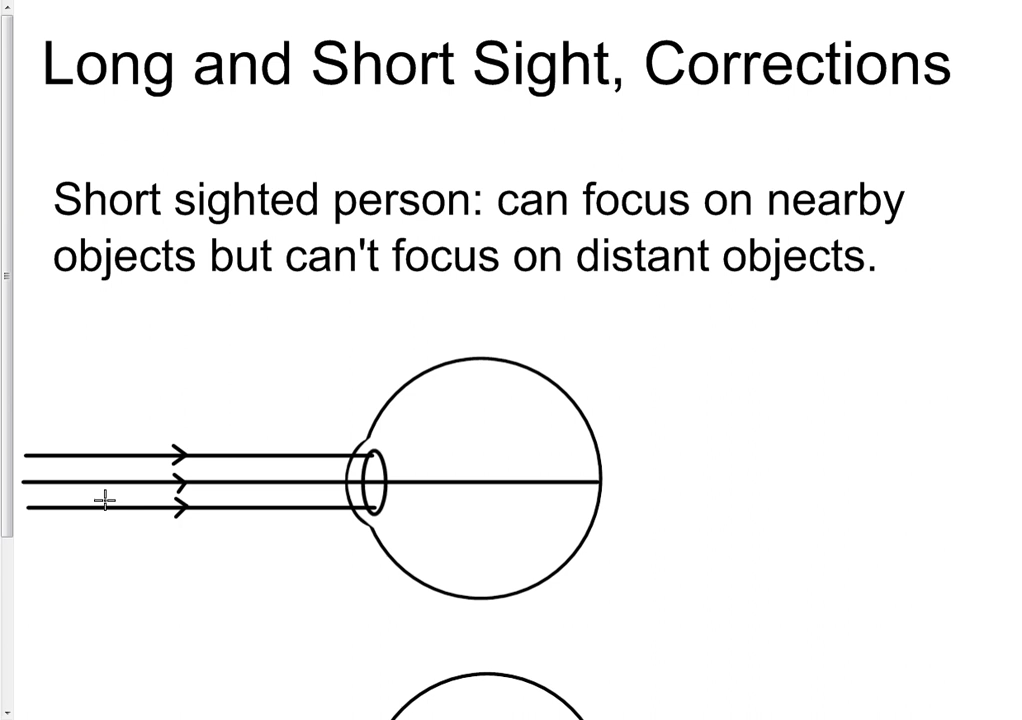 Long and Short Sight, Corrections
Short sighted person: can focus on nearby
objects but can't focus on distant objects.